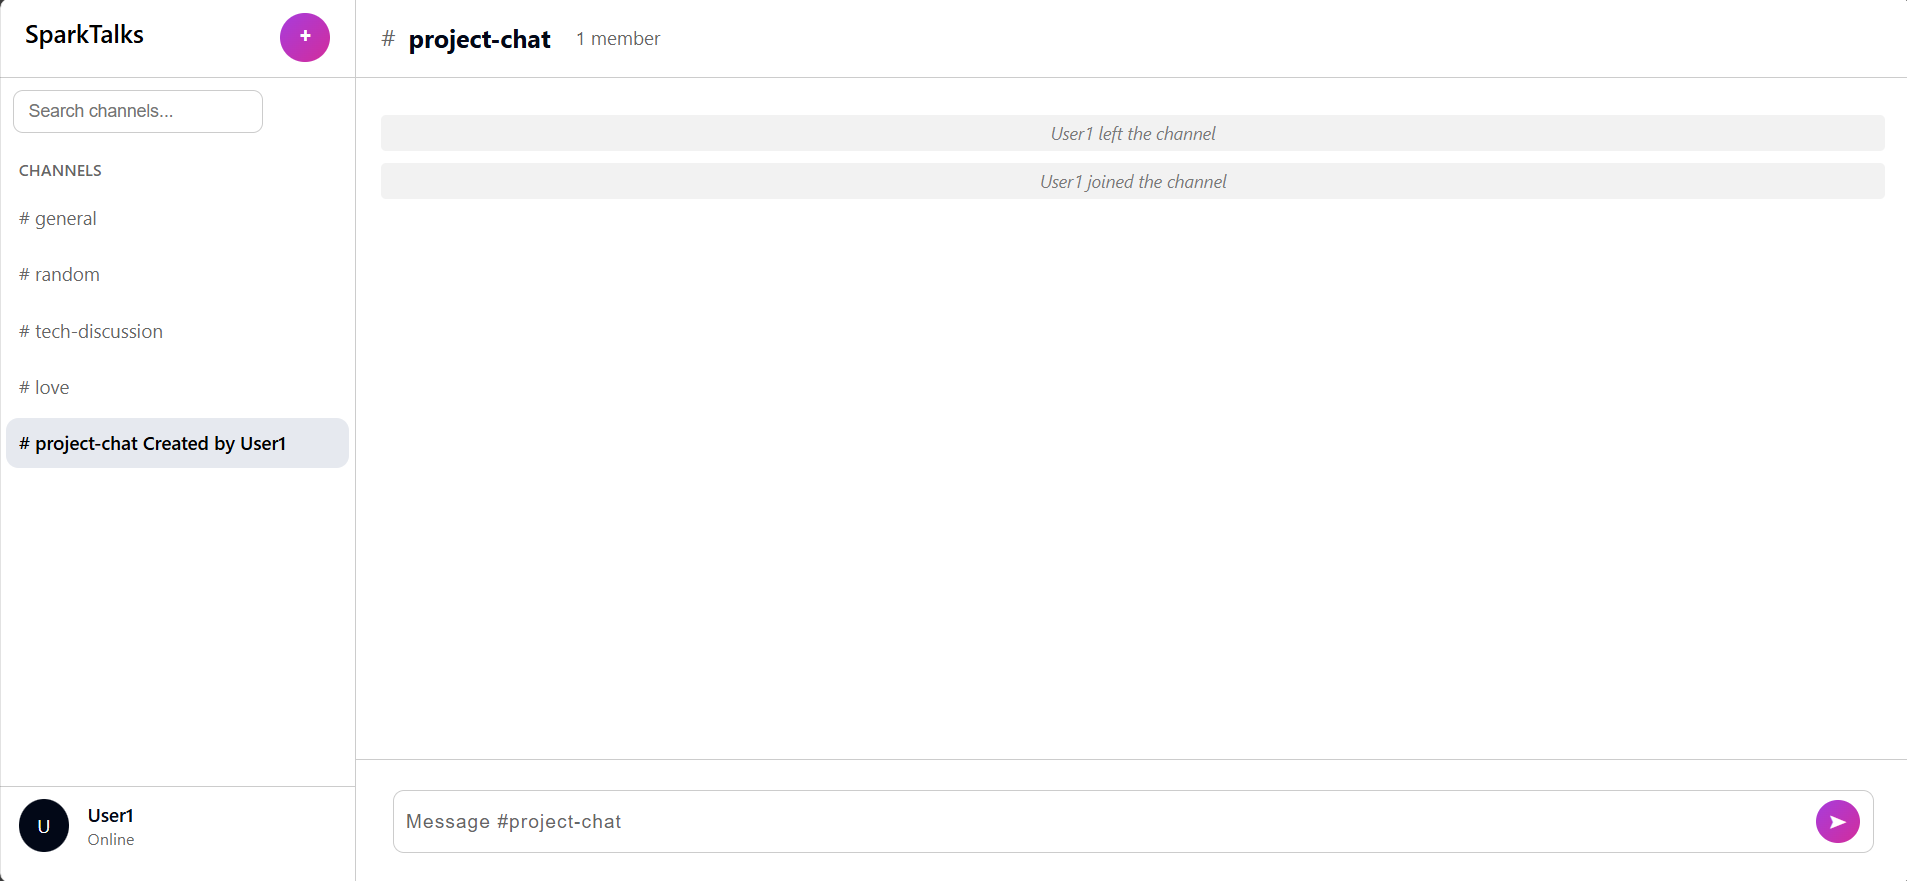 SparkTalks
+
Search channels...
CHANNELS
# general
# random
# tech-discussion
# love
# project-chat Created by User1
U
User1
Online
# project-chat 1 member
User1 left the channel
User1 joined the channel
Message #project-chat